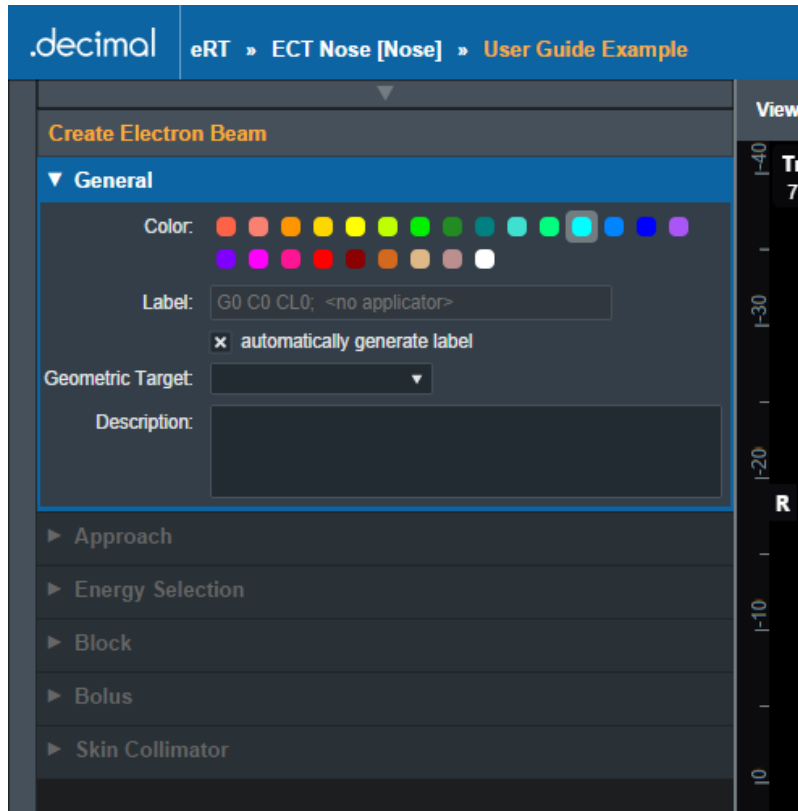 .decimal eRT » ECT Nose [Nose] » User Guide Example
Create Electron Beam
General
Color:
Label: G0 C0 CL0; <no applicator>
automatically generate label
Geometric Target:
Description:
Approach
Energy Selection
Block
Bolus
Skin Collimator
View
-40
-30
-20
R
-10
0